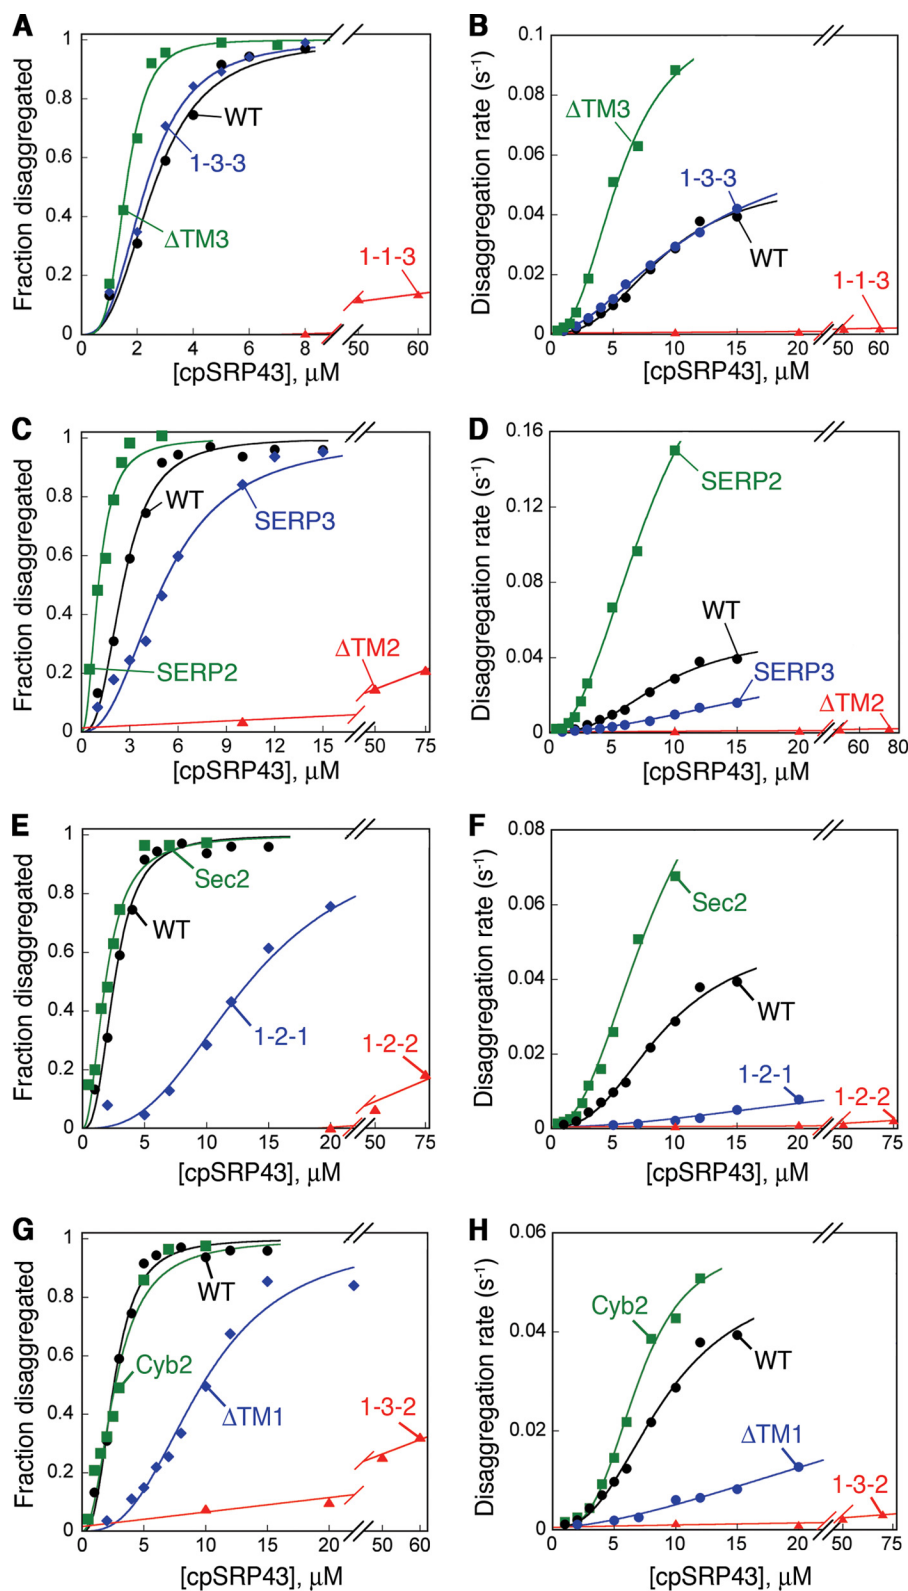 A
Fraction disaggregated
1
0.8
0.6
0.4
0.2
0
WT
1-3-3
ΔTM3
1-1-3
0 2 4 6 8 50 60
[cpSRP43], μM
B
Disaggregation rate (s-1)
0.1
0.08
0.06
0.04
0.02
0
ΔTM3
1-3-3
WT
1-1-3
0 5 10 15 20 50 60
[cpSRP43], μM
C
Fraction disaggregated
1
0.8
0.6
0.4
0.2
0
WT
SERP3
ΔTM2
SERP2
0 3 6 9 12 15 50 75
[cpSRP43], μM
D
Disaggregation rate (s-1)
0.16
0.12
0.08
0.04
0
SERP2
WT
SERP3
ΔTM2
0 5 10 15 20 60 80
[cpSRP43], μM
E
Fraction disaggregated
1
0.8
0.6
0.4
0.2
0
Sec2
WT
1-2-1
1-2-2
0 5 10 15 20 50 75
[cpSRP43], μM
F
Disaggregation rate (s-1)
0.08
0.06
0.04
0.02
0
Sec2
WT
1-2-1
1-2-2
0 5 10 15 20 50 75
[cpSRP43], μM
G
Fraction disaggregated
1
0.8
0.6
0.4
0.2
0
WT
Cyb2
ΔTM1
1-3-2
0 5 10 15 20 50 60
[cpSRP43], μM
H
Disaggregation rate (s-1)
0.06
0.04
0.02
0
Cyb2
WT
ΔTM1
1-3-2
0 5 10 15 20 50 75
[cpSRP43], μM